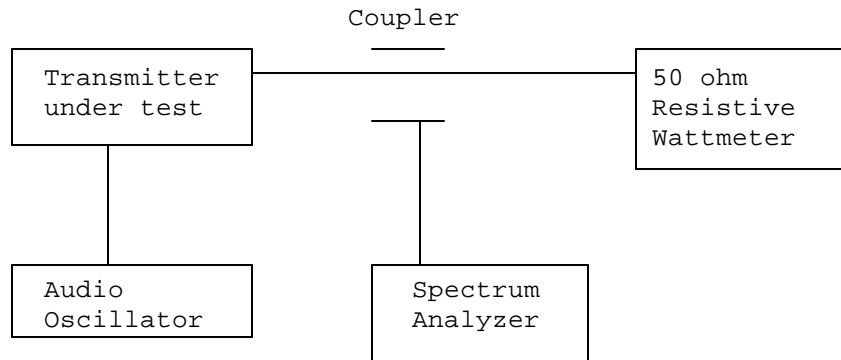 Coupler
Transmitter
under test
50 ohm
Resistive
Wattmeter
Audio
Oscillator
Spectrum
Analyzer